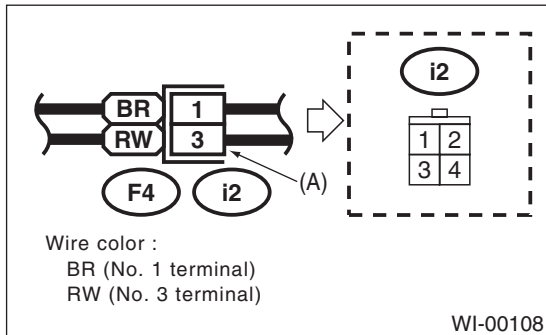 i2
BR 1
RW 3
1 2
3 4
(A)
F4 i2
Wire color :
BR (No. 1 terminal)
RW (No. 3 terminal)
WI-00108